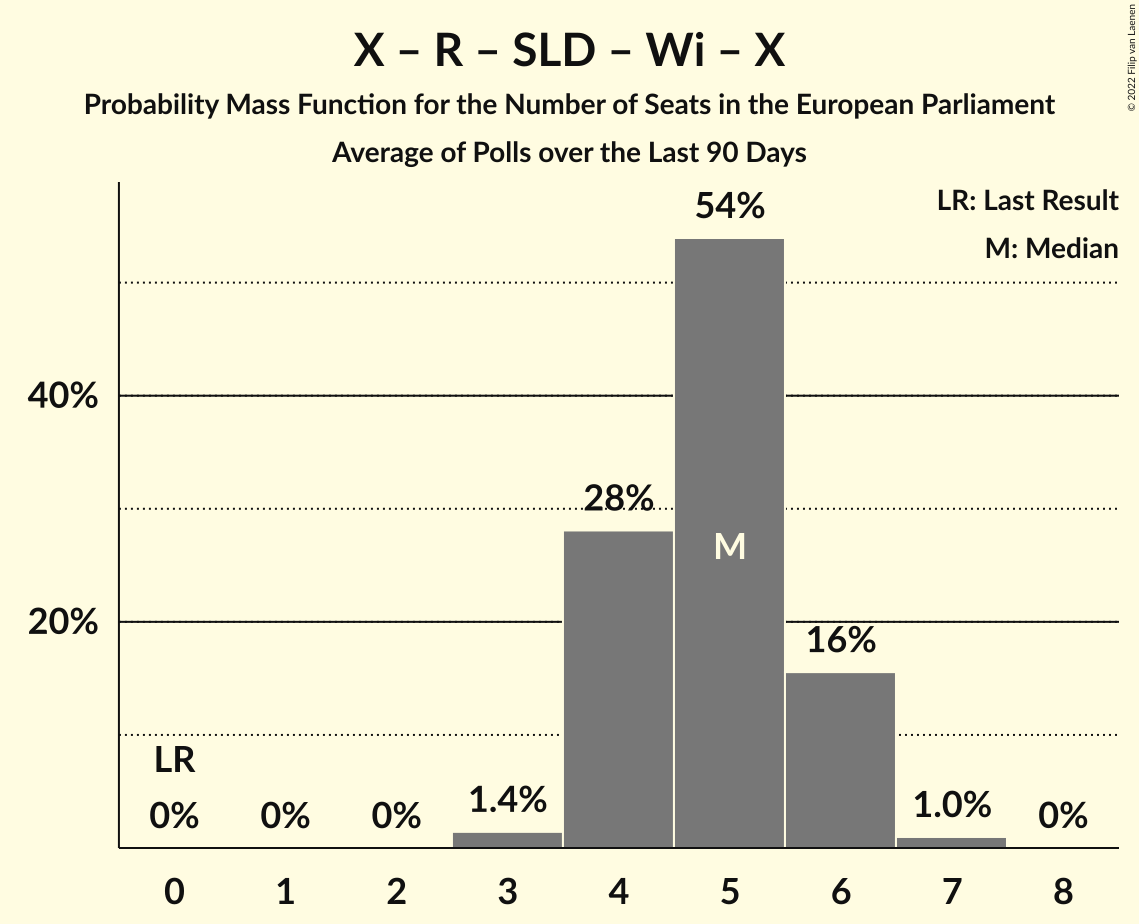 X – R – SLD – Wi – X
Probability Mass Function for the Number of Seats in the European Parliament
Average of Polls over the Last 90 Days
© 2022 Filip van Laenen
LR: Last Result
M: Median
54%
40%
28%
M
20%
16%
LR
0%
0%
0%
1.4%
1.0%
0%
0 1 2 3 4 5 6 7 8